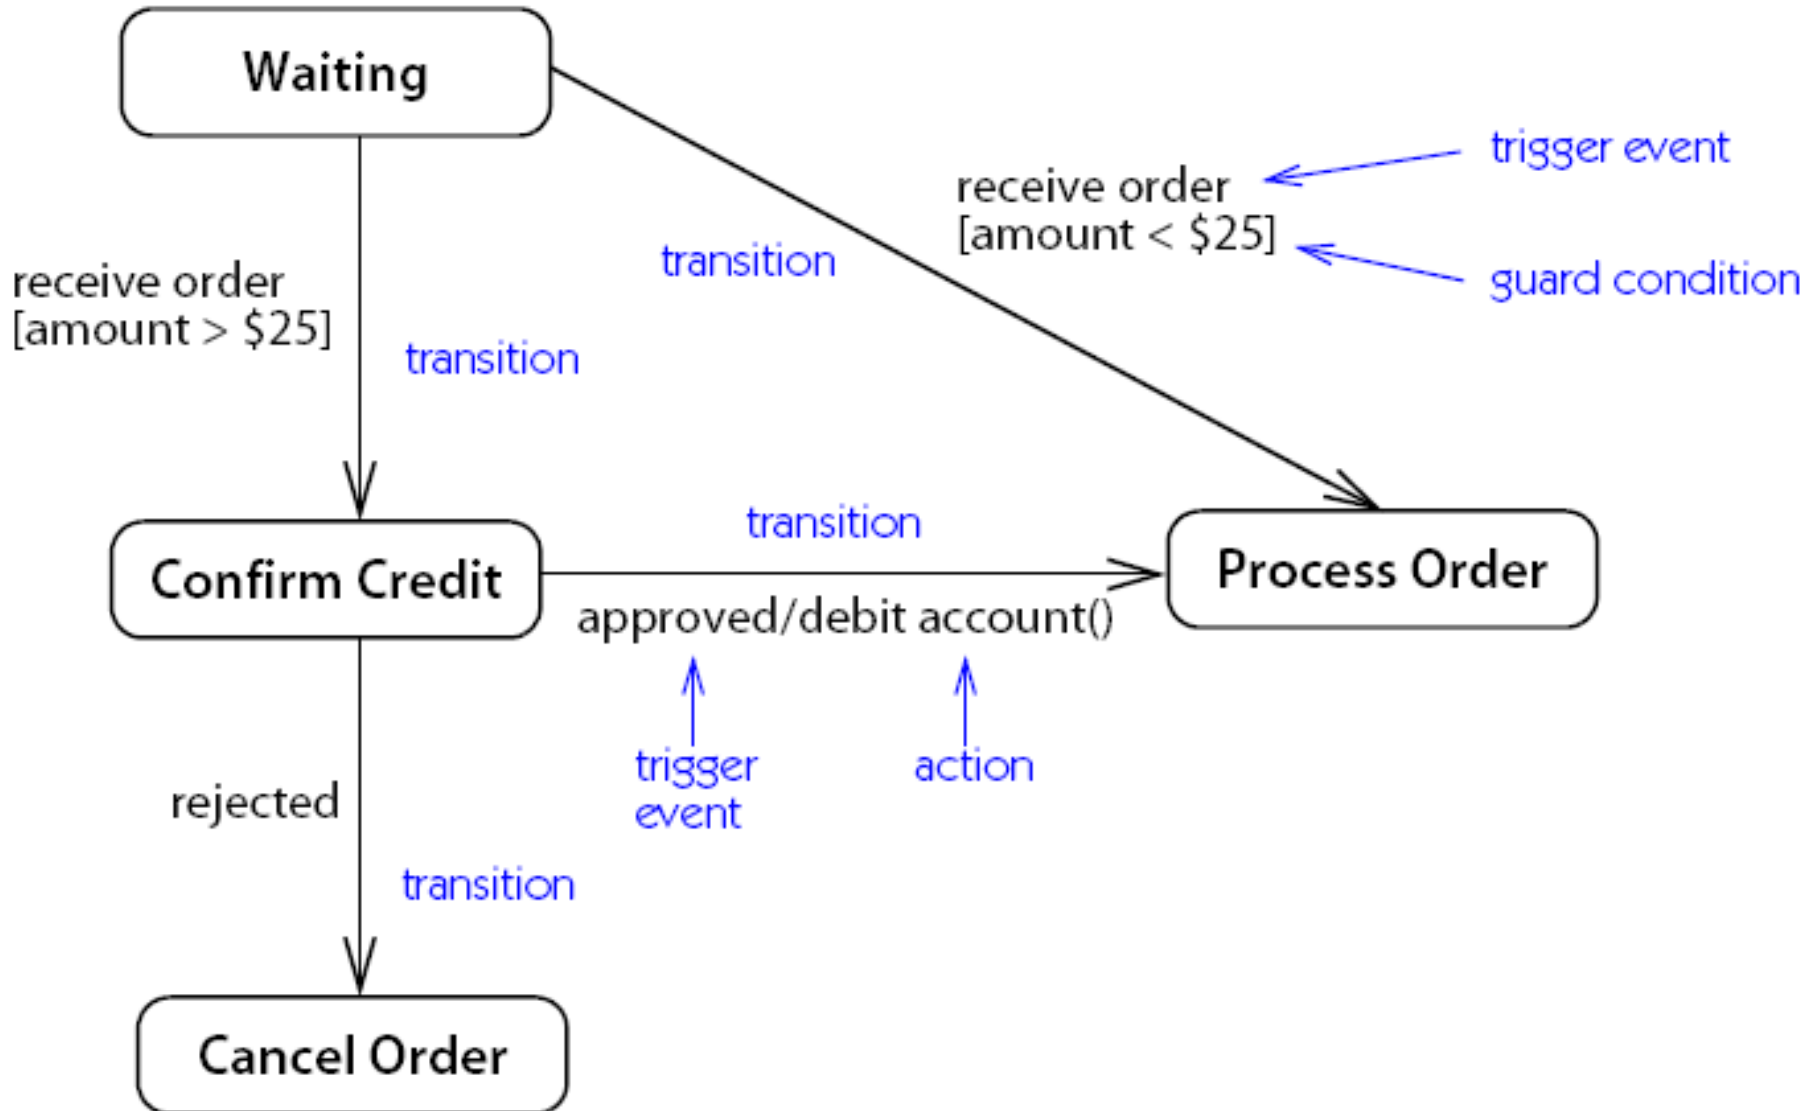 Waiting
trigger event
receive order
[amount < $25]
transition
guard condition
receive order
[amount > $25]
transition
transition
Confirm Credit
Process Order
approved/debit account()
trigger
event
action
rejected
transition
Cancel Order